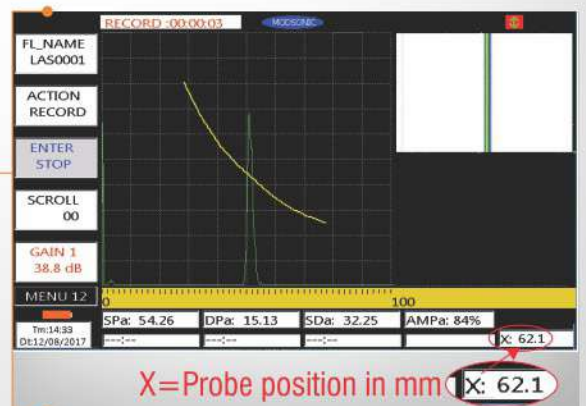 RECORD :00:00:03
MODSONIC
FL_NAME
LAS0001
ACTION
RECORD
ENTER
STOP
SCROLL
00
GAIN 1
38.8 dB
MENU 12
0
100
SPa: 54.26
DPa: 15.13
SDa: 32.25
AMPa: 84%
Tm:14:33
Dt:12/08/2017
---:--
---:--
---:--
X: 62.1
X=Probe position in mm
X: 62.1